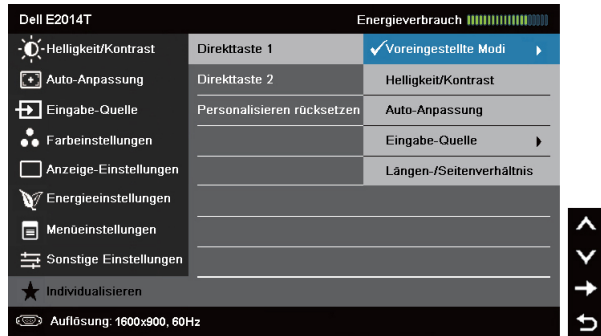 Dell E2014T Energieverbrauch
Helligkeit/Kontrast Direkttaste 1 Voreingestellte Modi
Auto-Anpassung Direkttaste 2 Helligkeit/Kontrast
Eingabe-Quelle Personalisieren rücksetzen Auto-Anpassung
Farbeinstellungen Eingabe-Quelle
Anzeige-Einstellungen Längen-/Seitenverhältnis
Energieeinstellungen
Menüeinstellungen
Sonstige Einstellungen
Individualisieren
Auflösung: 1600x900, 60Hz